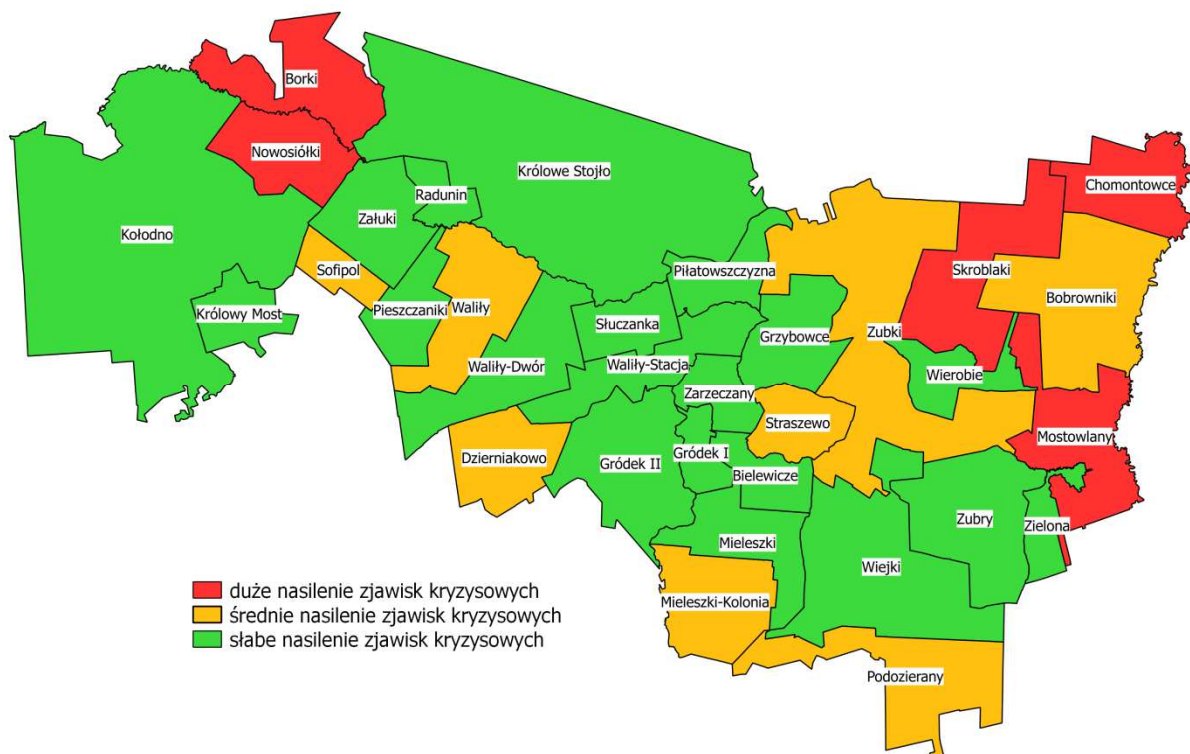 Borki
Nowosiółki
Królowe Stojło
Chomontowce
Radunin
Załuki
Kołodno
Sofipol
Piłatowszczyzna
Skroblaki
Bobrowniki
Królowy Most
Pieszczaniki
Waliły
Słuczanka
Grzybowce
Zubki
Waliły-Dwór
Waliły-Stacja
Wierobie
Zarzeczany
Straszewo
Mostowlany
Dzierniakowo
Gródek II
Gródek I
Bielewicze
Zubry
Zielona
Mieleszki
Wiejki
Mieleszki-Kolonia
Podozierany
duże nasilenie zjawisk kryzysowych
średnie nasilenie zjawisk kryzysowych
słabe nasilenie zjawisk kryzysowych